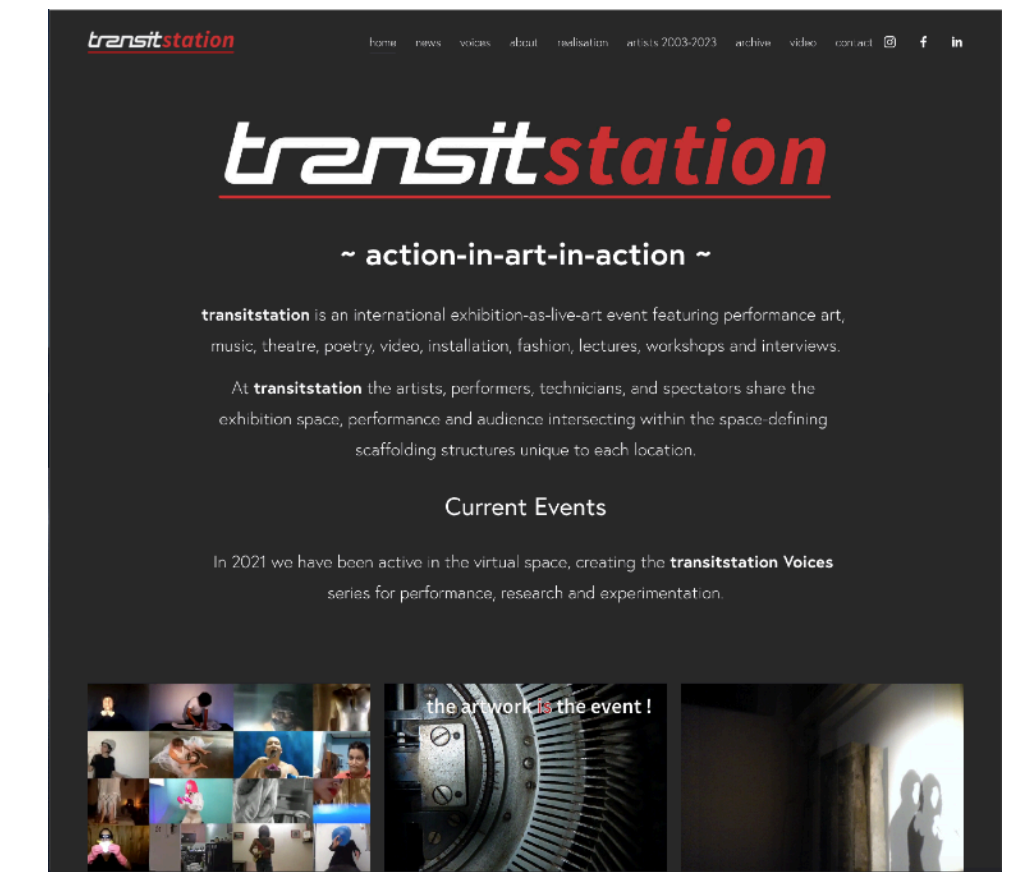 transitstation
home news voices about realisation artists 2003-2023 archive video contact
transitstation
~ action-in-art-in-action ~
transitstation is an international exhibition-as-live-art event featuring performance art,
music, theatre, poetry, video, installation, fashion, lectures, workshops and interviews.
At transitstation the artists, performers, technicians, and spectators share the
exhibition space, performance and audience intersecting within the space-defining
scaffolding structures unique to each location.
Current Events
In 2021 we have been active in the virtual space, creating the transitstation Voices
series for performance, research and experimentation.
the artwork is the event !